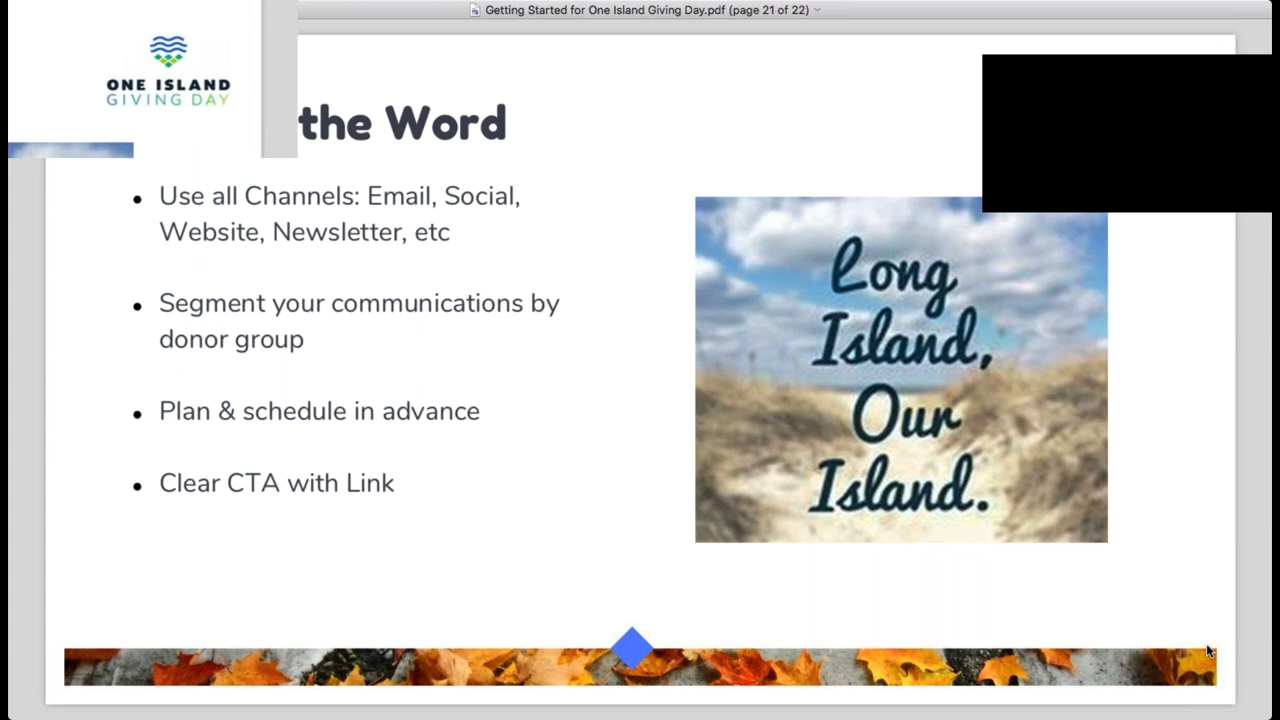 Getting Started for One Island Giving Day.pdf (page 21 of 22)
ONE ISLAND
GIVING DAY
the Word
• Use all Channels: Email, Social,
Website, Newsletter, etc
• Segment your communications by
donor group
• Plan & schedule in advance
• Clear CTA with Link
Long
Island,
Our
Island.